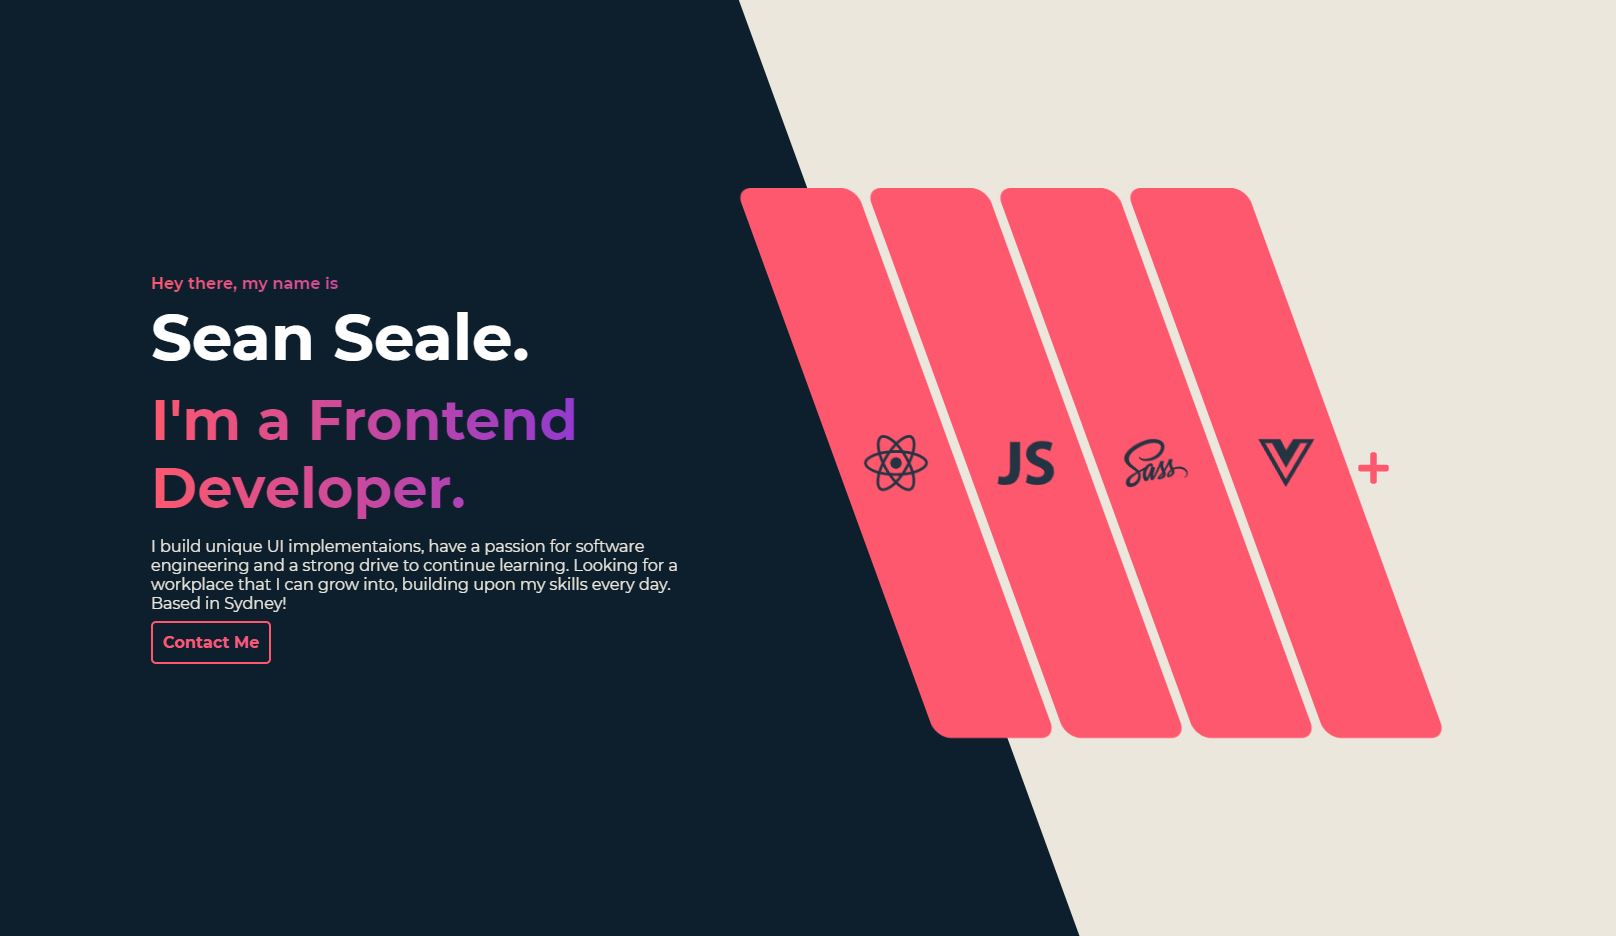 Hey there, my name is
Sean Seale.
I'm a Frontend
Developer.
I build unique UI implementaions, have a passion for software
engineering and a strong drive to continue learning. Looking for a
workplace that I can grow into, building upon my skills every day.
Based in Sydney!
Contact Me
JS
Sass
+